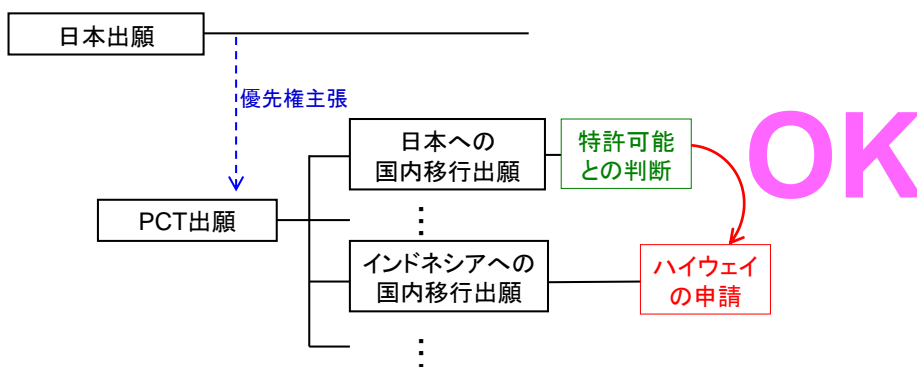 日本出願
優先権主張
日本への
国内移行出願
特許可能
との判断
OK
PCT出願
インドネシアへの
国内移行出願
ハイウェイ
の申請